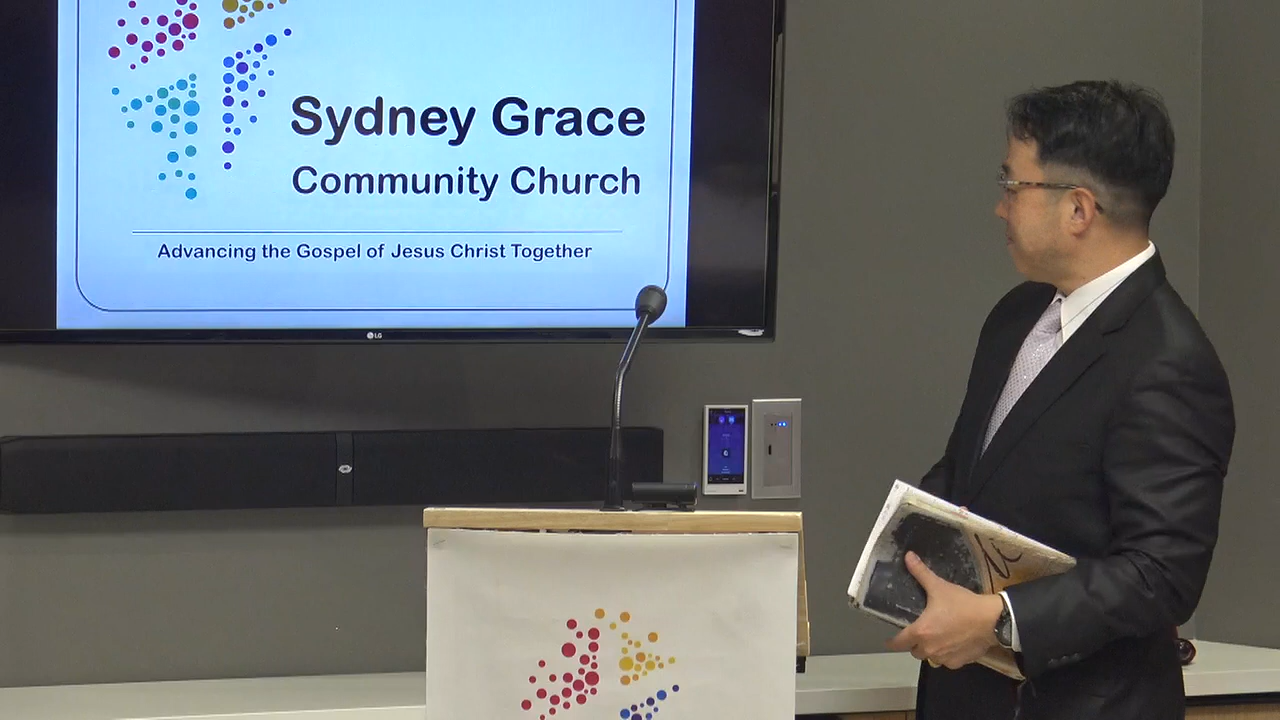 Sydney Grace
Community Church
Advancing the Gospel of Jesus Christ Together
LG